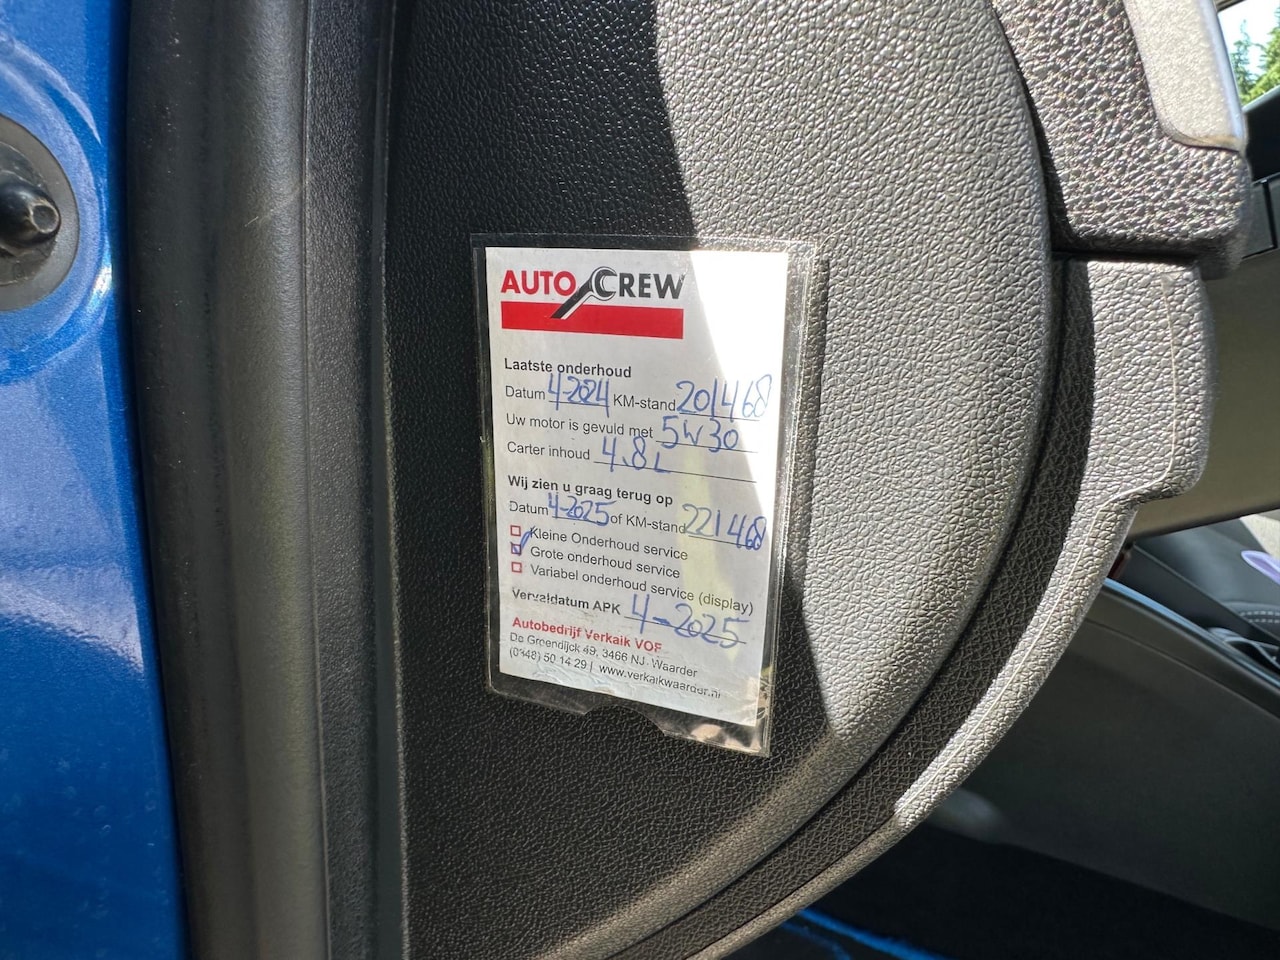 AUTO CREW
Laatste onderhoud
Datum 4-2024 KM-stand 201468
Uw motor is gevuld met 5W30
Carter inhoud 4.8L
Wij zien u graag terug op
Datum 4-2025 of KM-stand 221468
Kleine Onderhoud service
Grote onderhoud service
Variabel onderhoud service (display)
Vervaldatum APK 4-2025
Autobedrijf Verkaik VOF
De Groendijck 49, 3466 NJ Waarder
(0348) 50 14 29 | www.verkaikwaarder.nl